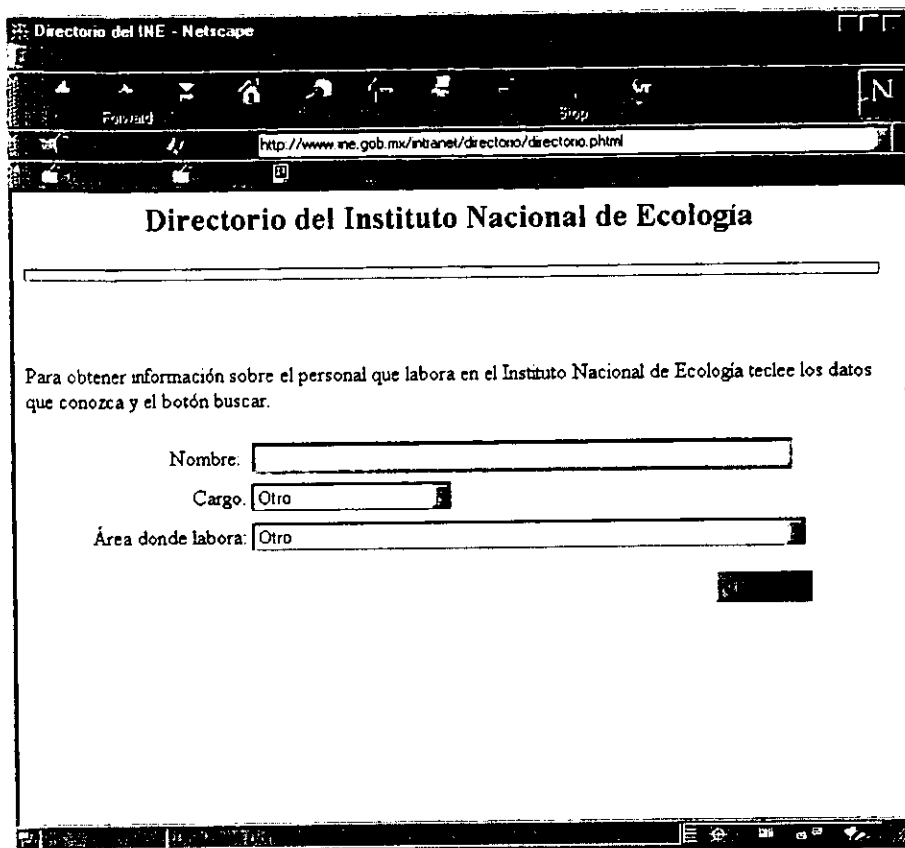 Directorio del INE - Netscape
Forward
Stop
N
http://www.ine.gob.mx/intranet/directorio/directorio.phtml
Directorio del Instituto Nacional de Ecología
Para obtener información sobre el personal que labora en el Instituto Nacional de Ecología teclee los datos
que conozca y el botón buscar.
Nombre:
Cargo. Otro
Área donde labora: Otro